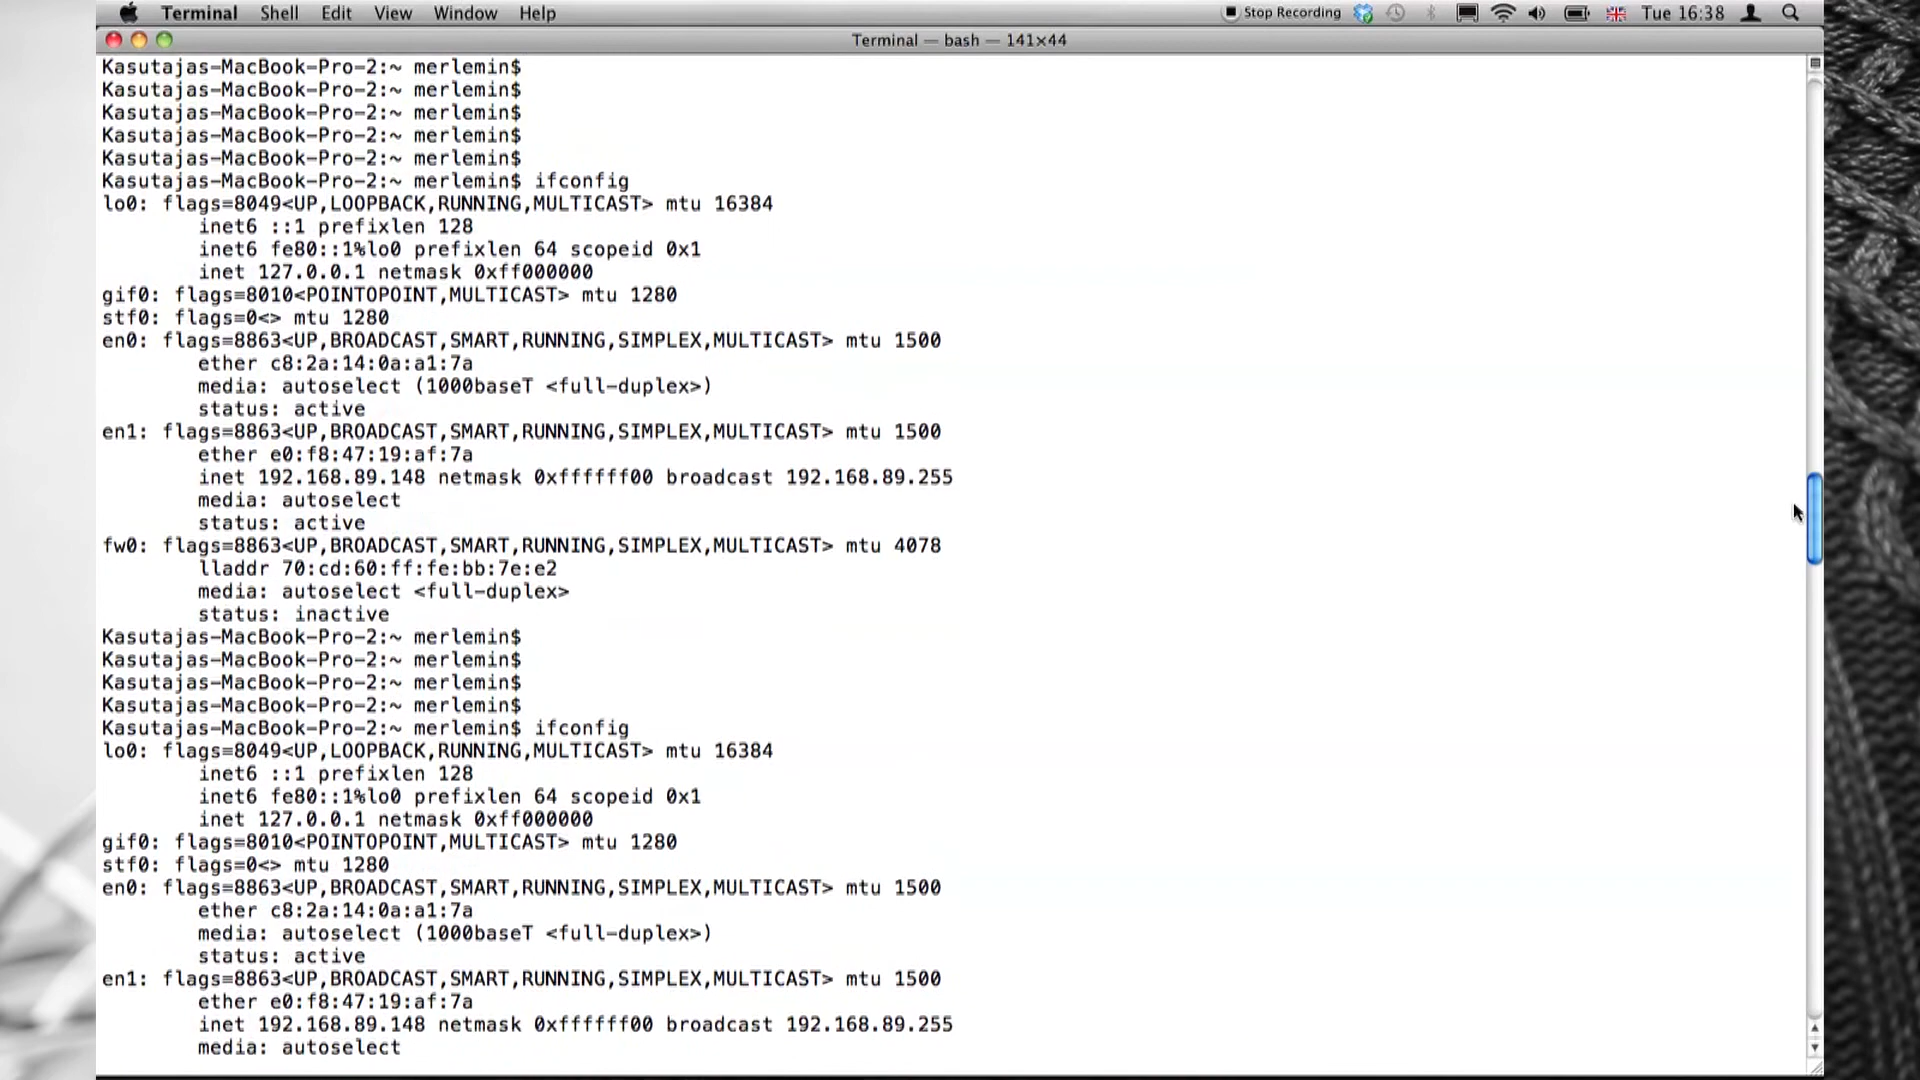 Terminal Shell Edit View Window Help Stop Recording Tue 16:38
Terminal — bash — 141×44
Kasutajas-MacBook-Pro-2:~ merlemin$
Kasutajas-MacBook-Pro-2:~ merlemin$
Kasutajas-MacBook-Pro-2:~ merlemin$
Kasutajas-MacBook-Pro-2:~ merlemin$
Kasutajas-MacBook-Pro-2:~ merlemin$
Kasutajas-MacBook-Pro-2:~ merlemin$ ifconfig
lo0: flags=8049<UP,LOOPBACK,RUNNING,MULTICAST> mtu 16384
inet6 ::1 prefixlen 128
inet6 fe80::1%lo0 prefixlen 64 scopeid 0x1
inet 127.0.0.1 netmask 0xff000000
gif0: flags=8010<POINTOPOINT,MULTICAST> mtu 1280
stf0: flags=0<> mtu 1280
en0: flags=8863<UP,BROADCAST,SMART,RUNNING,SIMPLEX,MULTICAST> mtu 1500
ether c8:2a:14:0a:a1:7a
media: autoselect (1000baseT <full-duplex>)
status: active
en1: flags=8863<UP,BROADCAST,SMART,RUNNING,SIMPLEX,MULTICAST> mtu 1500
ether e0:f8:47:19:af:7a
inet 192.168.89.148 netmask 0xffffff00 broadcast 192.168.89.255
media: autoselect
status: active
fw0: flags=8863<UP,BROADCAST,SMART,RUNNING,SIMPLEX,MULTICAST> mtu 4078
lladdr 70:cd:60:ff:fe:bb:7e:e2
media: autoselect <full-duplex>
status: inactive
Kasutajas-MacBook-Pro-2:~ merlemin$
Kasutajas-MacBook-Pro-2:~ merlemin$
Kasutajas-MacBook-Pro-2:~ merlemin$
Kasutajas-MacBook-Pro-2:~ merlemin$
Kasutajas-MacBook-Pro-2:~ merlemin$ ifconfig
lo0: flags=8049<UP,LOOPBACK,RUNNING,MULTICAST> mtu 16384
inet6 ::1 prefixlen 128
inet6 fe80::1%lo0 prefixlen 64 scopeid 0x1
inet 127.0.0.1 netmask 0xff000000
gif0: flags=8010<POINTOPOINT,MULTICAST> mtu 1280
stf0: flags=0<> mtu 1280
en0: flags=8863<UP,BROADCAST,SMART,RUNNING,SIMPLEX,MULTICAST> mtu 1500
ether c8:2a:14:0a:a1:7a
media: autoselect (1000baseT <full-duplex>)
status: active
en1: flags=8863<UP,BROADCAST,SMART,RUNNING,SIMPLEX,MULTICAST> mtu 1500
ether e0:f8:47:19:af:7a
inet 192.168.89.148 netmask 0xffffff00 broadcast 192.168.89.255
media: autoselect